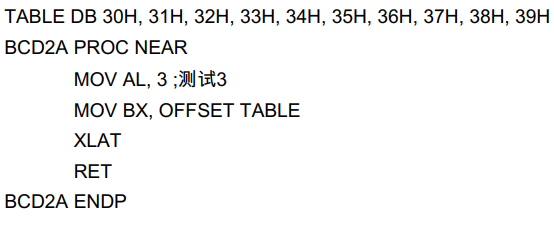 TABLE DB 30H, 31H, 32H, 33H, 34H, 35H, 36H, 37H, 38H, 39H
BCD2A PROC NEAR
MOV AL, 3 ;测试3
MOV BX, OFFSET TABLE
XLAT
RET
BCD2A ENDP